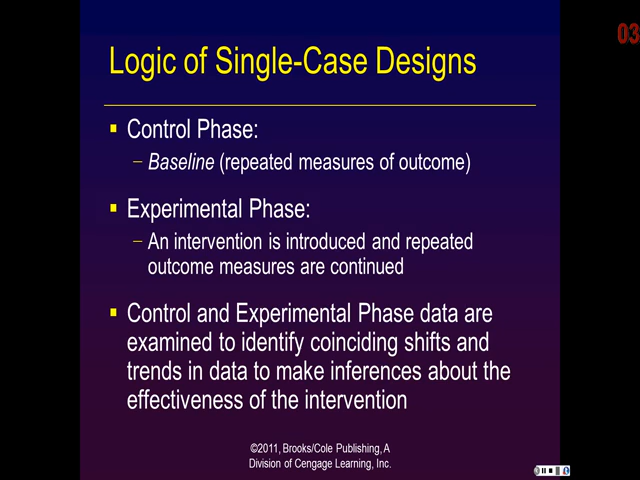 03
Logic of Single-Case Designs
Control Phase:
– Baseline (repeated measures of outcome)
Experimental Phase:
– An intervention is introduced and repeated
outcome measures are continued
Control and Experimental Phase data are
examined to identify coinciding shifts and
trends in data to make inferences about the
effectiveness of the intervention
©2011, Brooks/Cole Publishing, A
Division of Cengage Learning, Inc.